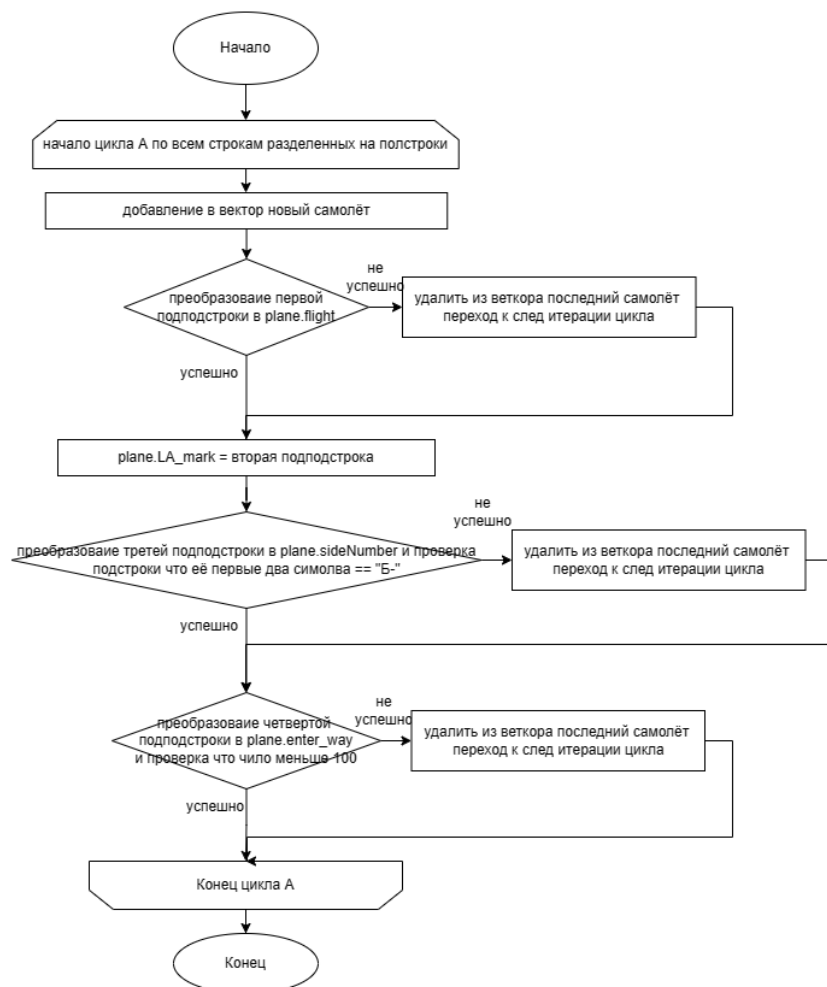 Начало
начало цикла А по всем строкам разделенных на полстроки
добавление в вектор новый самолёт
преобразоваие первой
подподстроки в plane.flight
не
успешно
удалить из веткора последний самолёт
переход к след итерации цикла
успешно
plane.LA_mark = вторая подподстрока
преобразоваие третей подподстроки в plane.sideNumber и проверка
подстроки что её первые два симолва == "Б-"
не
успешно
удалить из веткора последний самолёт
переход к след итерации цикла
успешно
преобразоваие четвертой
подподстроки в plane.enter_way
и проверка что чило меньше 100
не
успешно
удалить из веткора последний самолёт
переход к след итерации цикла
успешно
Конец цикла А
Конец